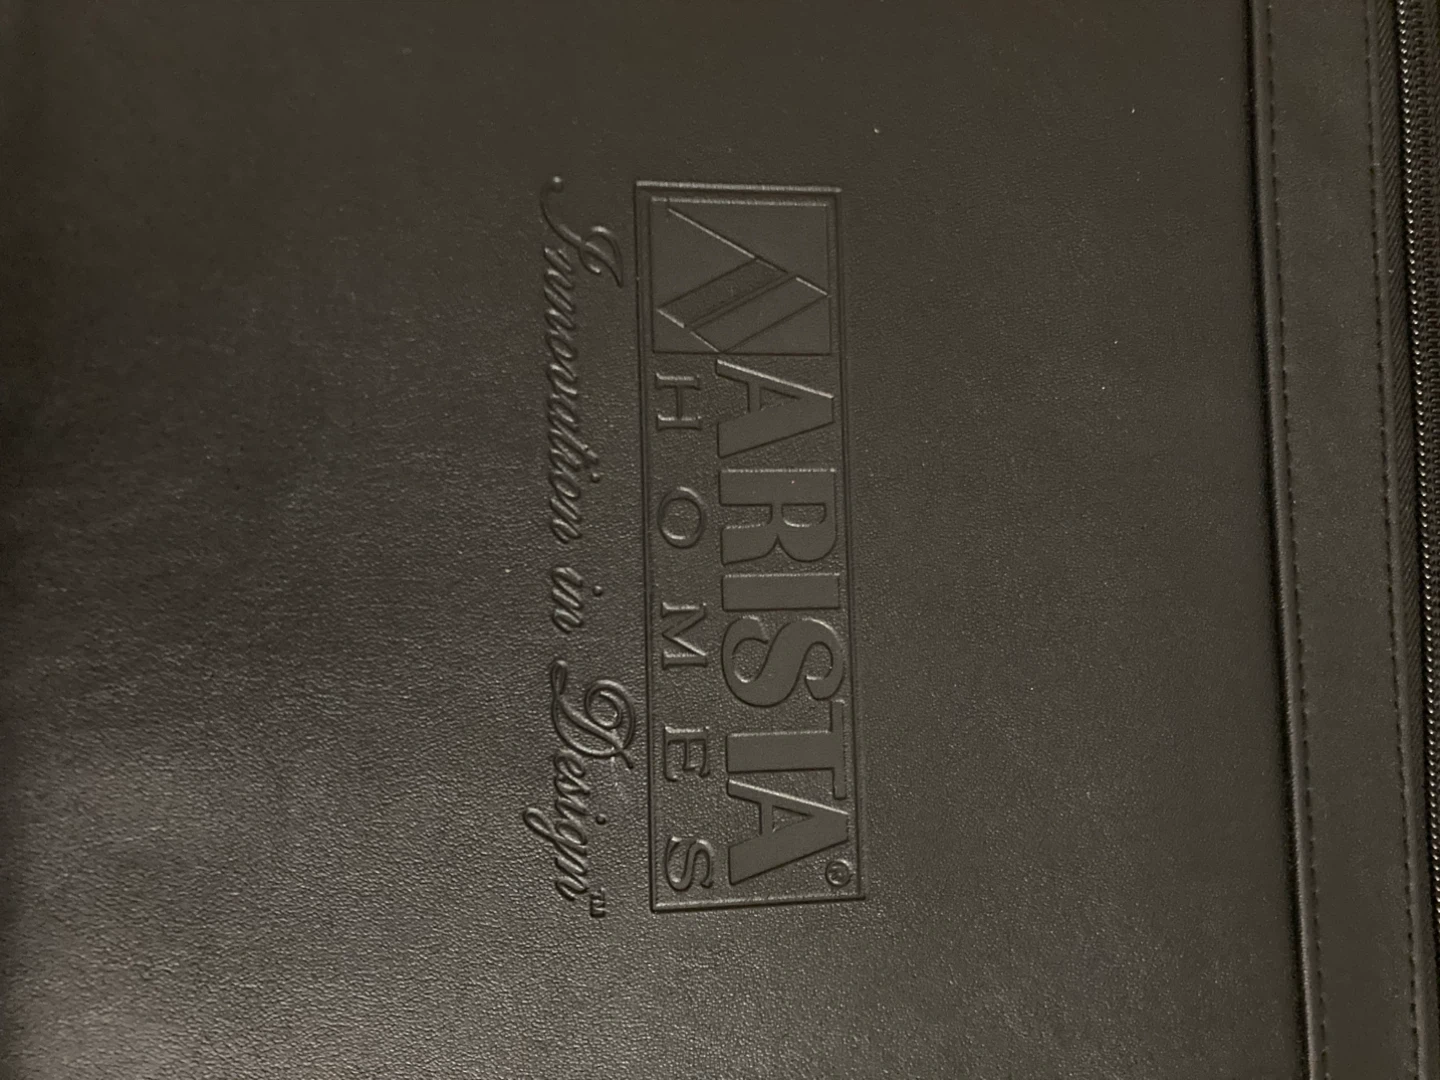 ARISTA®
HOMES
Innovation in Design™